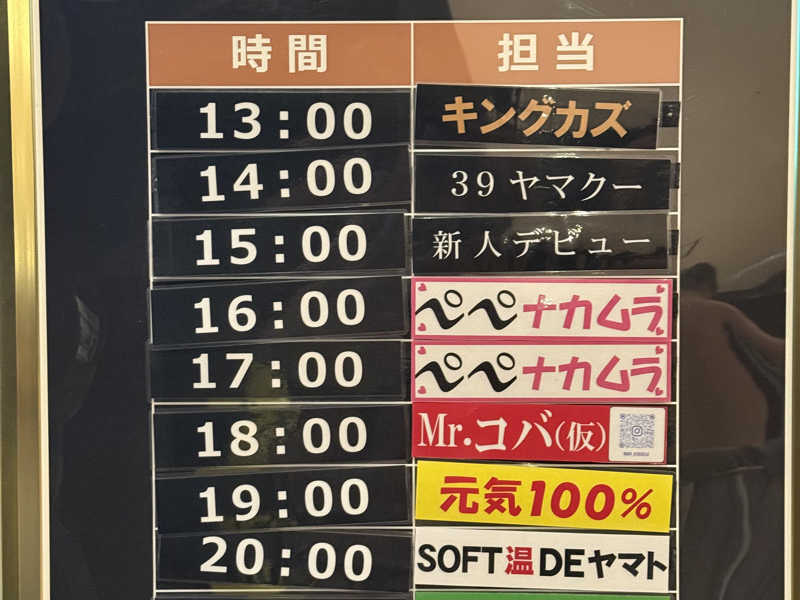 時間 担当
13:00 キングカズ
14:00 39ヤマクー
15:00 新人デビュー
16:00 ペペナカムラ
17:00 ペペナカムラ
18:00 Mr.コバ(仮)
19:00 元気100%
20:00 SOFT温DEヤマト